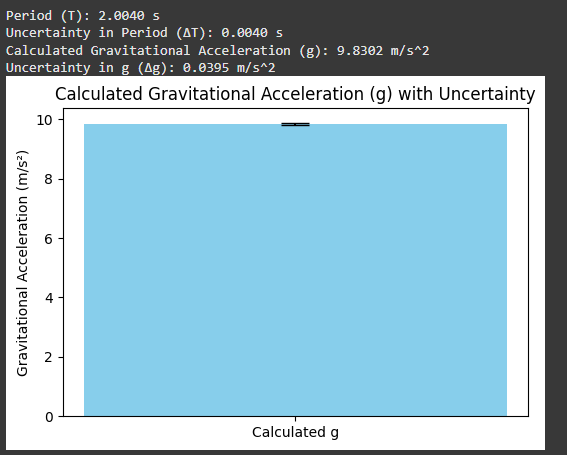 Period (T): 2.0040 s
Uncertainty in Period (ΔT): 0.0040 s
Calculated Gravitational Acceleration (g): 9.8302 m/s^2
Uncertainty in g (Δg): 0.0395 m/s^2
Calculated Gravitational Acceleration (g) with Uncertainty
Gravitational Acceleration (m/s²)
10
8
6
4
2
0
Calculated g